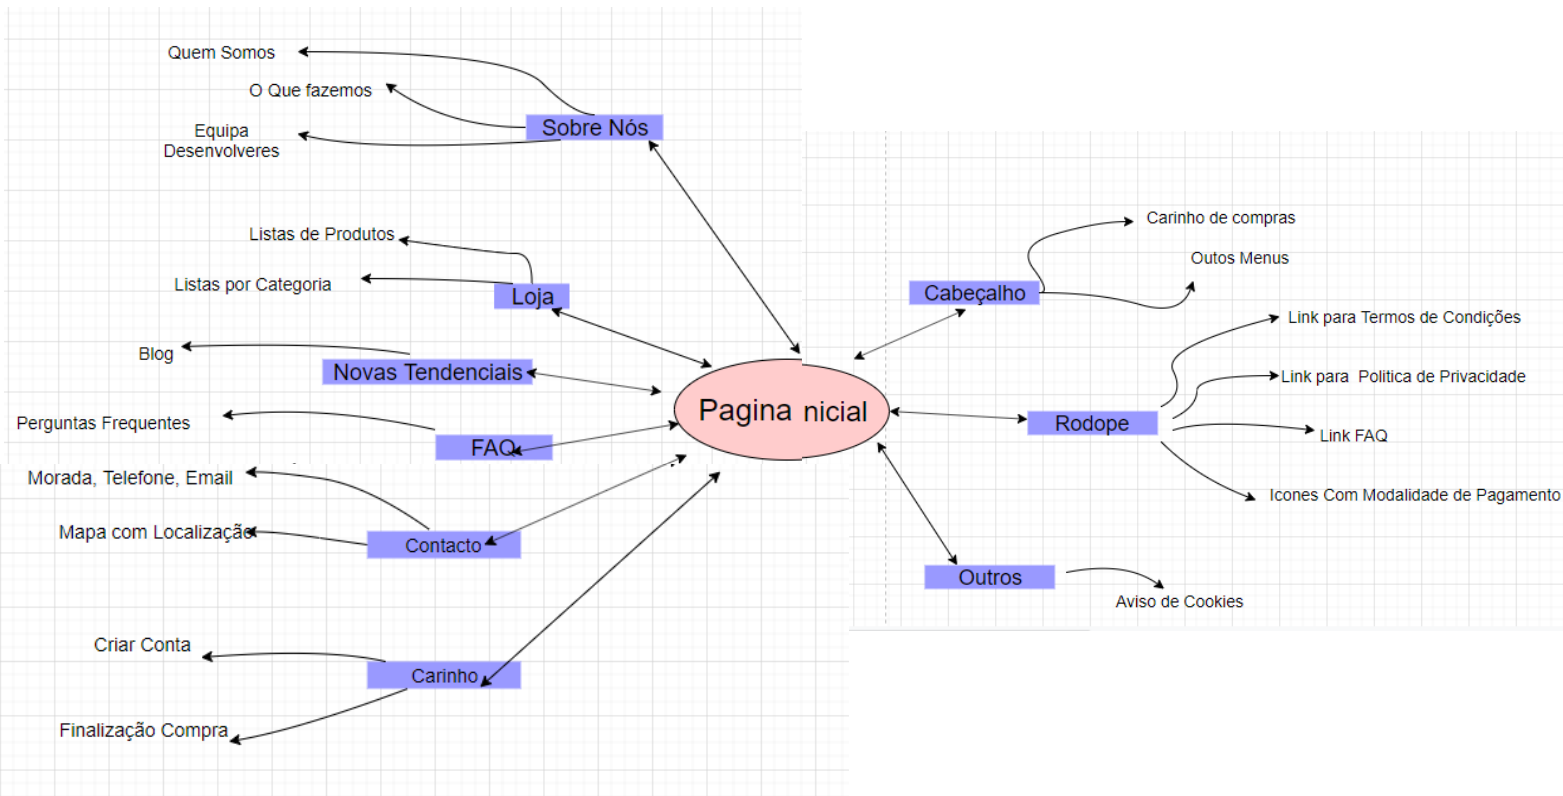 Quem Somos
O Que fazemos
Equipa
Desenvolveres
Sobre Nós
Listas de Produtos
Listas por Categoria
Loja
Blog
Novas Tendenciais
Perguntas Frequentes
FAQ
Morada, Telefone, Email
Mapa com Localização
Contacto
Criar Conta
Carinho
Finalização Compra
Pagina nicial
Carinho de compras
Outos Menus
Cabeçalho
Link para Termos de Condições
Link para Politica de Privacidade
Rodope
Link FAQ
Icones Com Modalidade de Pagamento
Outros
Aviso de Cookies